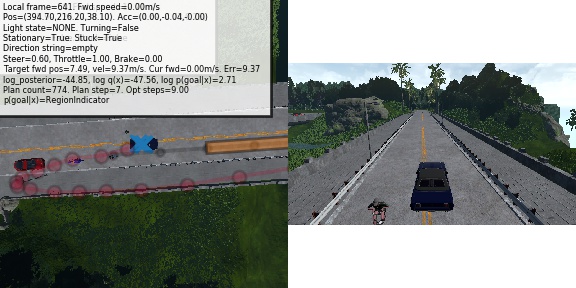 Local frame=641. Fwd speed=0.00m/s
Pos=(394.70,216.20,38.10). Acc=(0.00,-0.04,-0.00)
Light state=NONE. Turning=False
Stationary=True. Stuck=True
Direction string=empty
Steer=0.60, Throttle=1.00, Brake=0.00
Target fwd pos=7.49, vel=9.37m/s. Cur fwd=0.00m/s. Err=9.37
log_posterior=-44.85, log q(x)=-47.56, log p(goal|x)=2.71
Plan count=774. Plan step=7. Opt steps=9.00
p(goal|x)=RegionIndicator